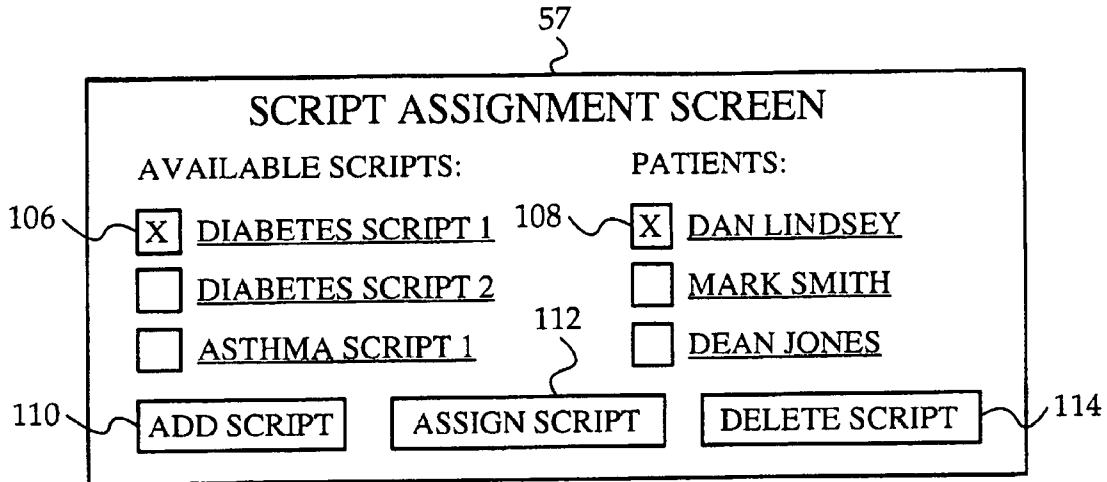 57
SCRIPT ASSIGNMENT SCREEN
AVAILABLE SCRIPTS: PATIENTS:
106 X DIABETES SCRIPT 1 108 X DAN LINDSEY
DIABETES SCRIPT 2 MARK SMITH
112
ASTHMA SCRIPT 1 DEAN JONES
110 ADD SCRIPT ASSIGN SCRIPT DELETE SCRIPT 114